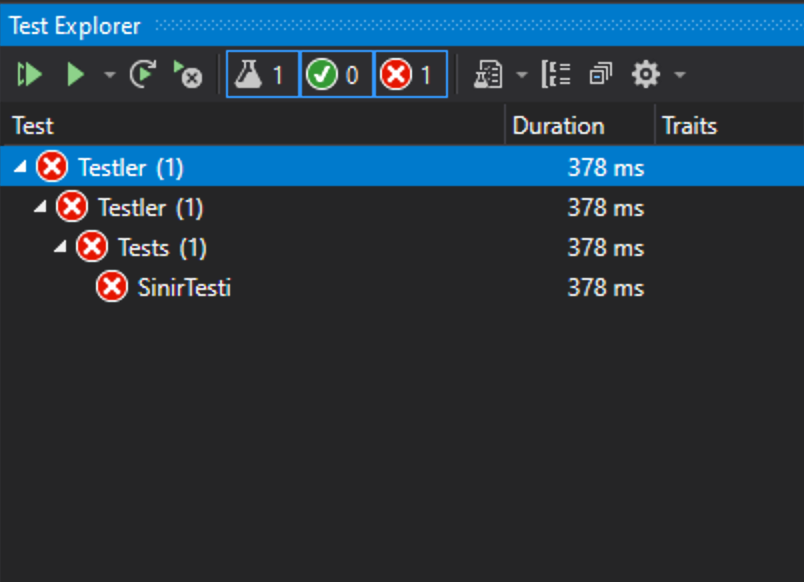 Test Explorer
1 0 1
Test Duration Traits
Testler (1) 378 ms
Testler (1) 378 ms
Tests (1) 378 ms
SinirTesti 378 ms